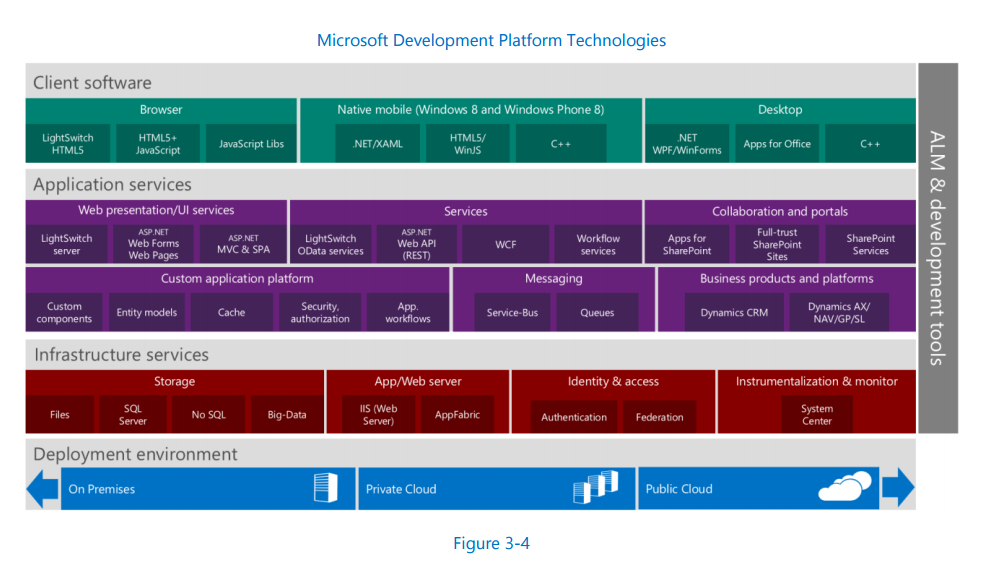 Microsoft Development Platform Technologies
Client software
Browser
LightSwitch
HTML5
HTML5+
JavaScript
JavaScript Libs
Native mobile (Windows 8 and Windows Phone 8)
.NET/XAML
HTML5/
WinJS
C++
Desktop
.NET
WPF/WinForms
Apps for Office
C++
Application services
Web presentation/UI services
LightSwitch
server
ASP.NET
Web Forms
Web Pages
ASP.NET
MVC & SPA
Services
LightSwitch
OData services
ASP.NET
Web API
(REST)
WCF
Workflow
services
Collaboration and portals
Apps for
SharePoint
Full-trust
SharePoint
Sites
SharePoint
Services
Custom application platform
Custom
components
Entity models
Cache
Security,
authorization
App.
workflows
Messaging
Service-Bus
Queues
Business products and platforms
Dynamics CRM
Dynamics AX/
NAV/GP/SL
Infrastructure services
Storage
Files
SQL
Server
No SQL
Big-Data
App/Web server
IIS (Web
Server)
AppFabric
Identity & access
Authentication
Federation
Instrumentalization & monitor
System
Center
ALM & development tools
Deployment environment
On Premises
Private Cloud
Public Cloud
Figure 3-4